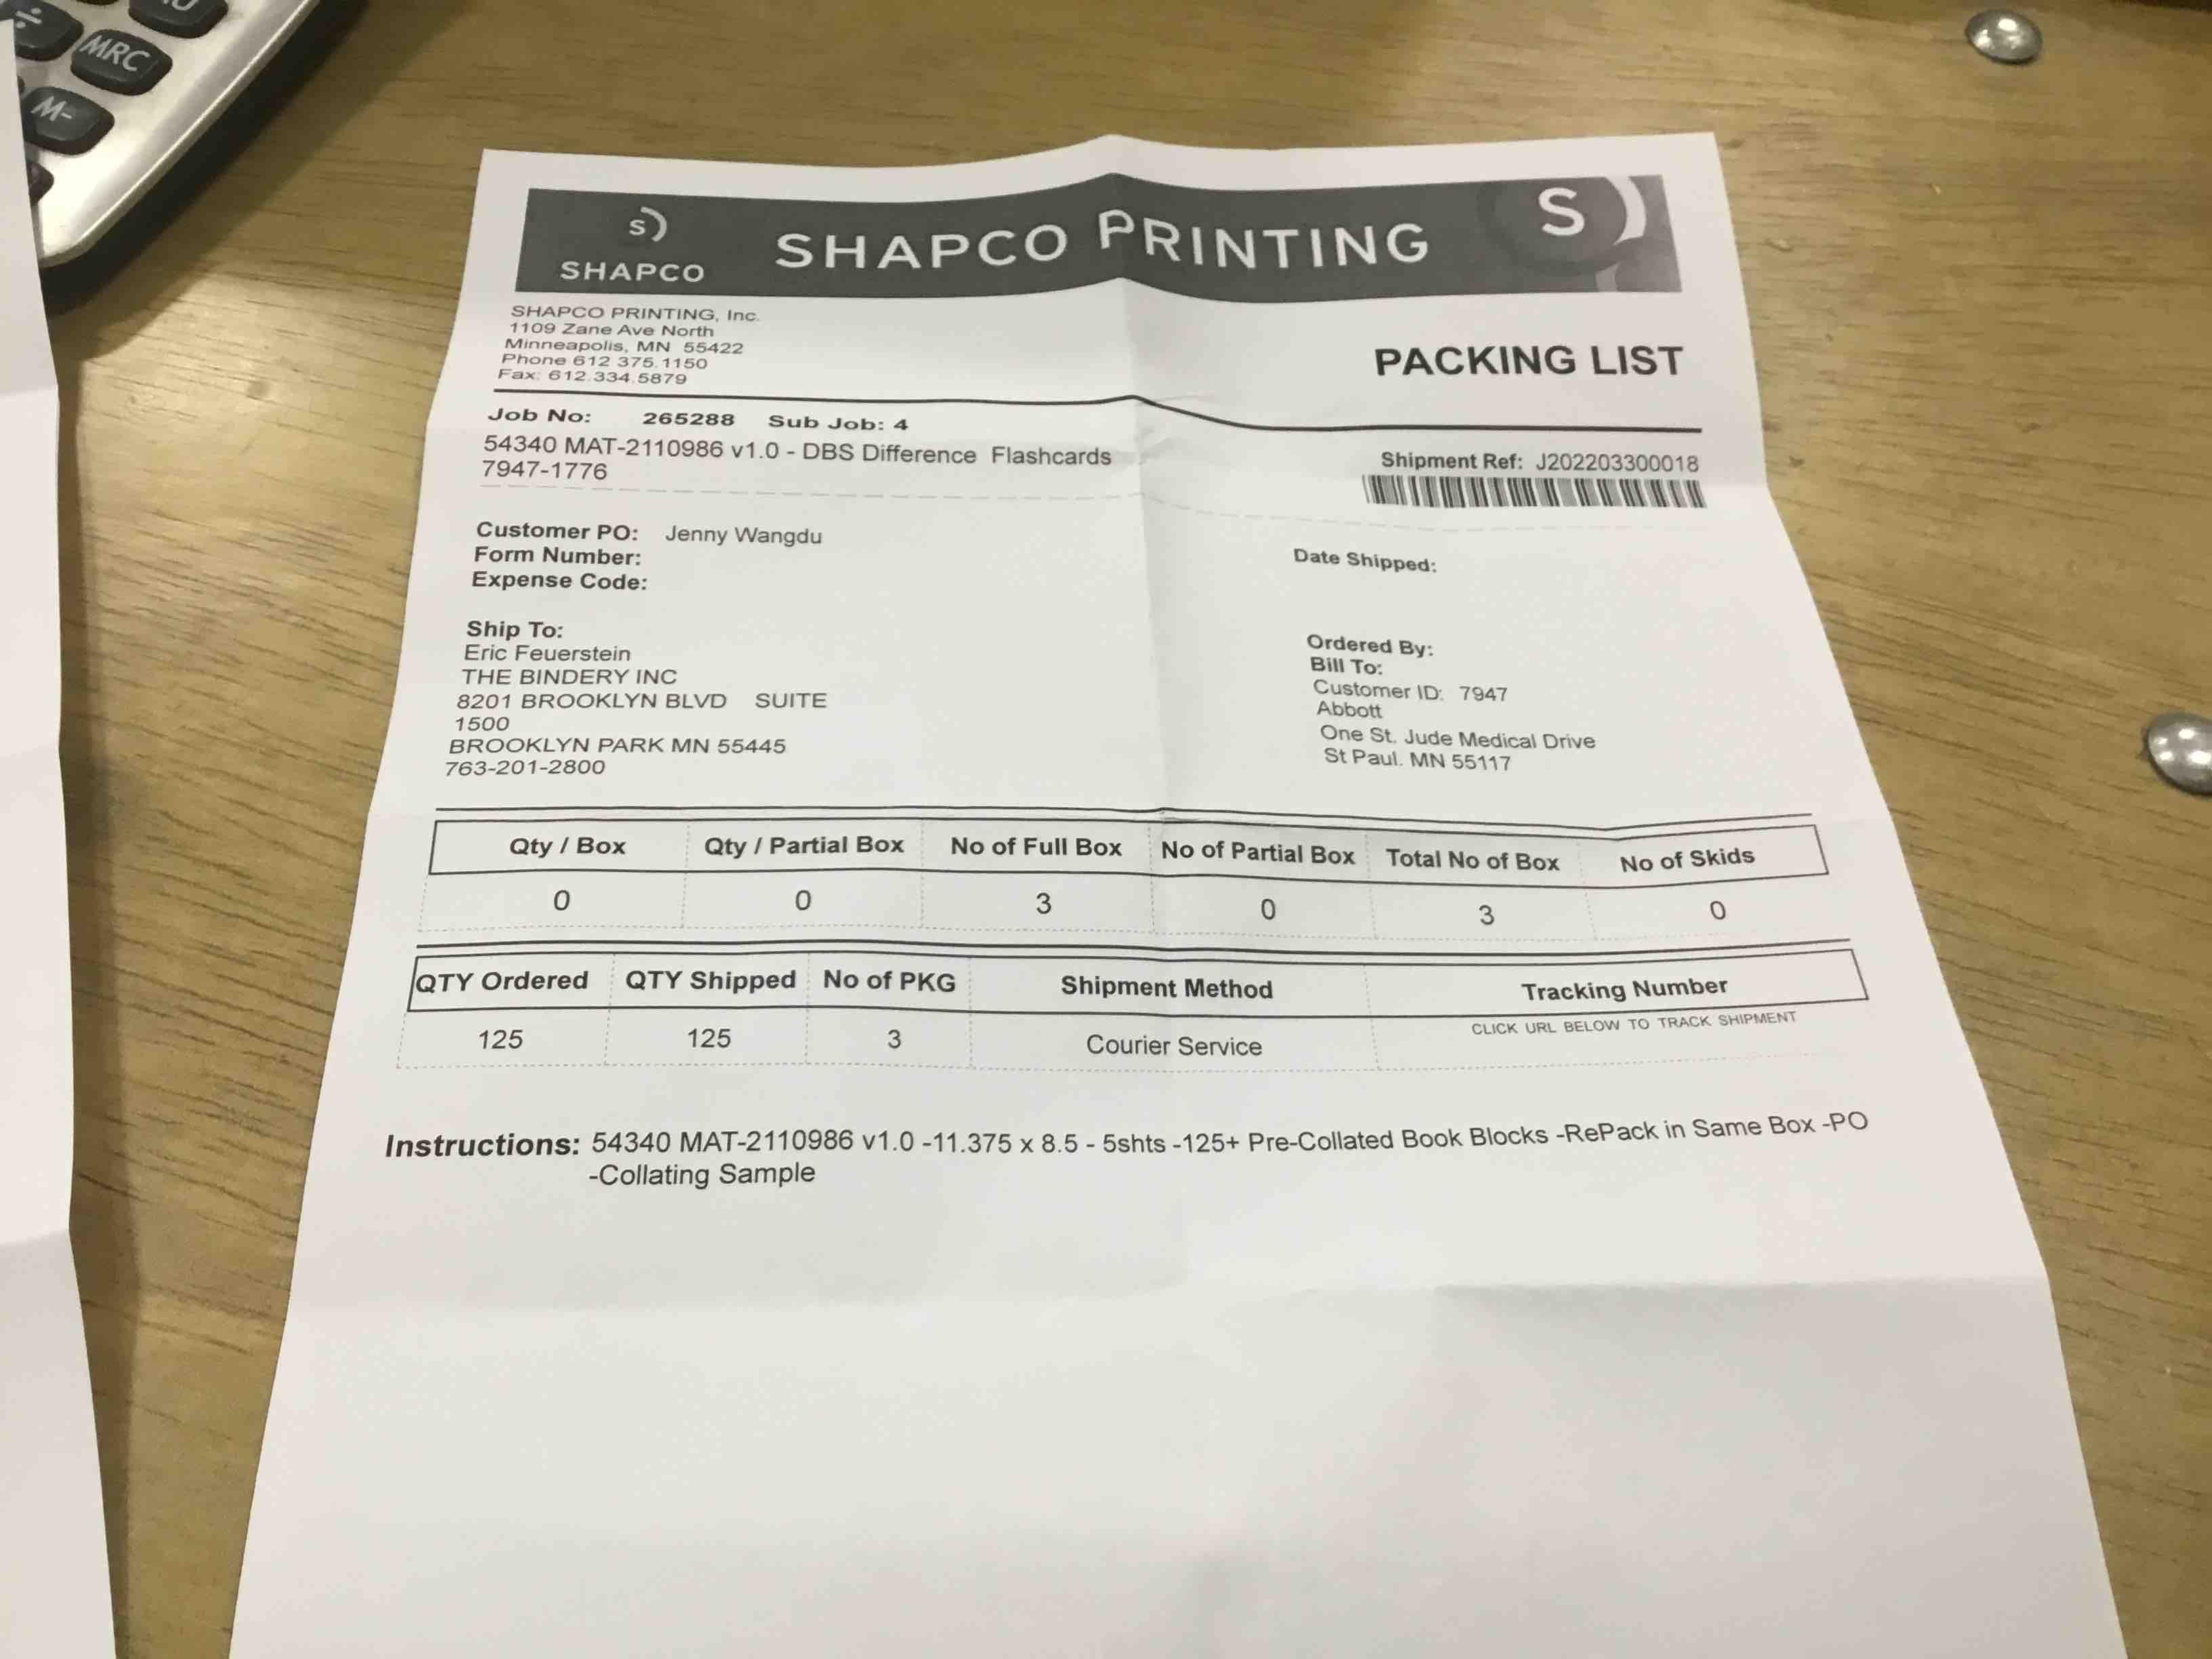 ÷
MRC
M-
S)
SHAPCO
SHAPCO PRINTING
S)
SHAPCO PRINTING, Inc.
1109 Zane Ave North
Minneapolis, MN 55422
Phone 612 375.1150
Fax: 612.334.5879
PACKING LIST
Job No: 265288 Sub Job: 4
54340 MAT-2110986 v1.0 - DBS Difference Flashcards
7947-1776
Shipment Ref: J202203300018
Customer PO: Jenny Wangdu
Form Number:
Expense Code:
Date Shipped:
Ship To:
Eric Feuerstein
THE BINDERY INC
8201 BROOKLYN BLVD SUITE
1500
BROOKLYN PARK MN 55445
763-201-2800
Ordered By:
Bill To:
Customer ID: 7947
Abbott
One St. Jude Medical Drive
St Paul. MN 55117
Qty / Box Qty / Partial Box No of Full Box No of Partial Box Total No of Box No of Skids
0 0 3 0 3 0
QTY Ordered QTY Shipped No of PKG Shipment Method Tracking Number
125 125 3 Courier Service CLICK URL BELOW TO TRACK SHIPMENT
Instructions: 54340 MAT-2110986 v1.0 -11.375 x 8.5 - 5shts -125+ Pre-Collated Book Blocks -RePack in Same Box -PO
-Collating Sample